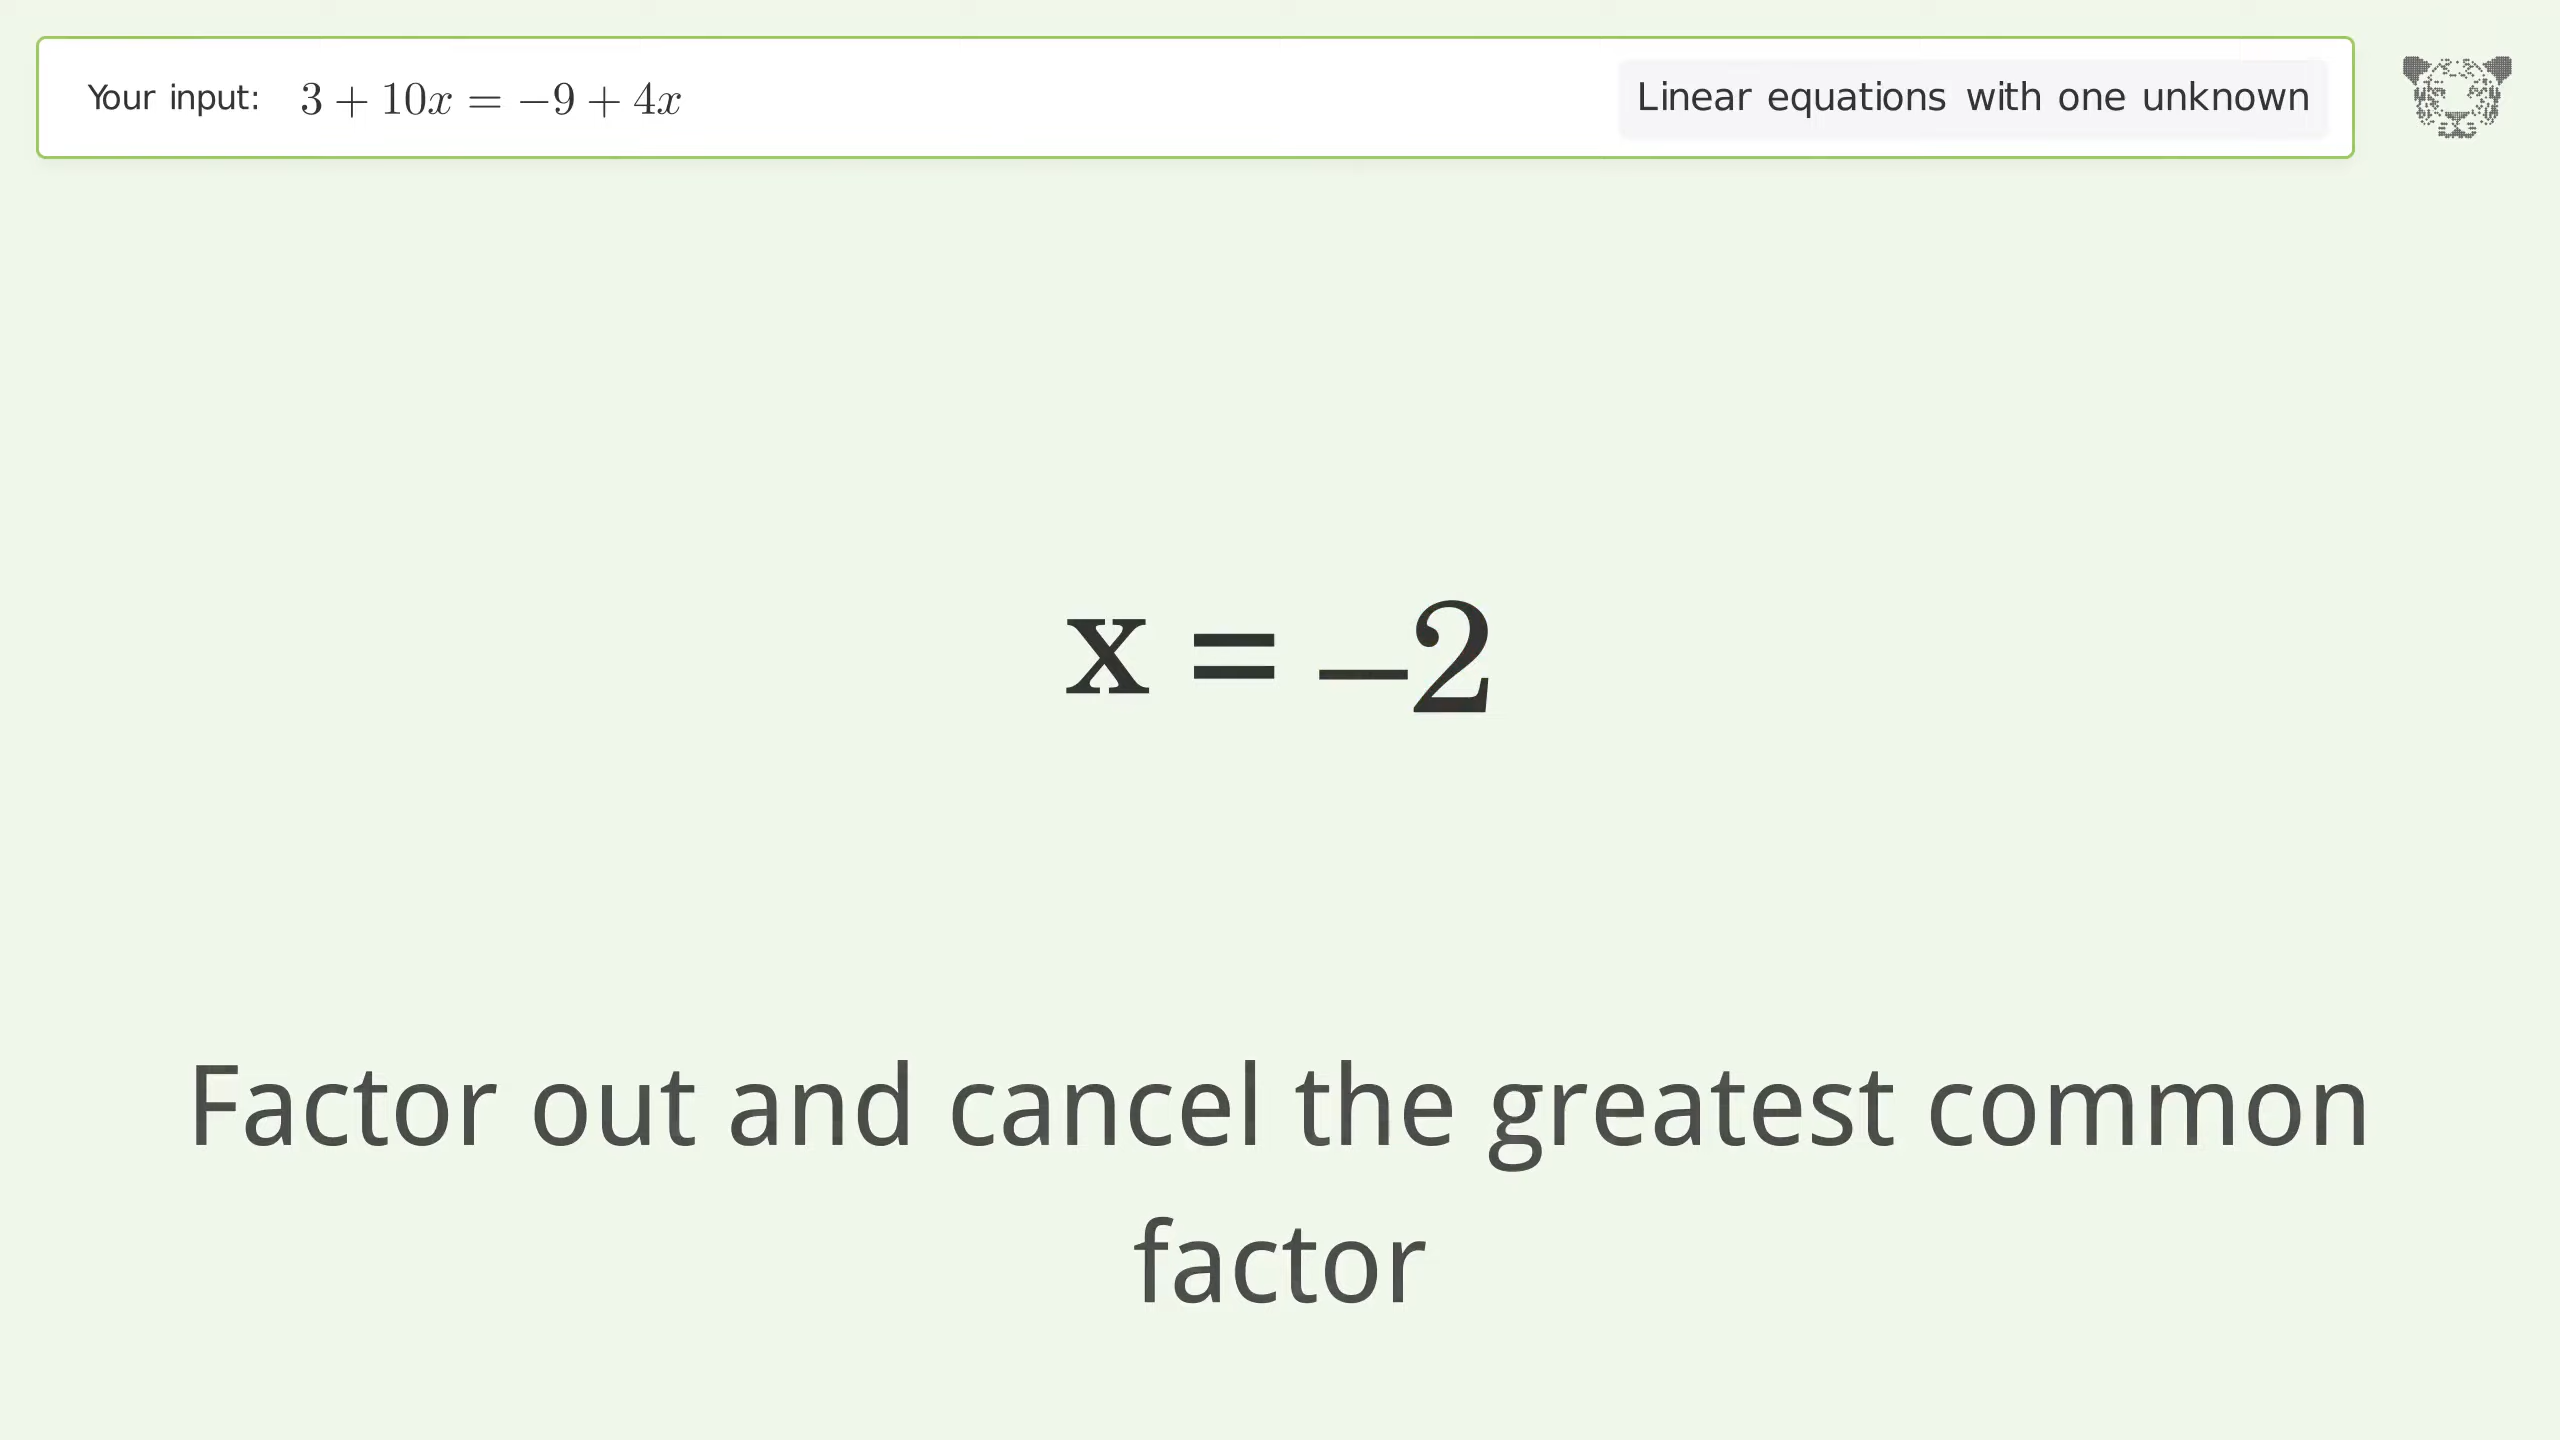 Your input: 3 + 10x = −9 + 4x
Linear equations with one unknown
x = −2
Factor out and cancel the greatest common
factor